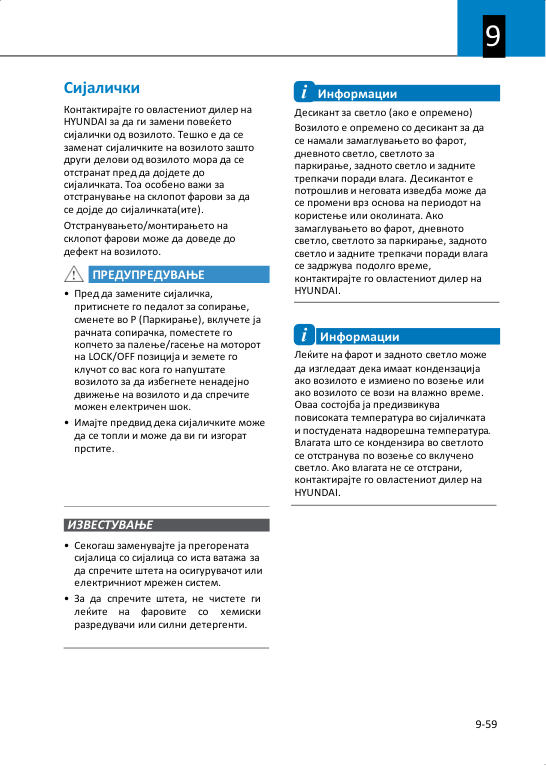 9
Сијалички
Контактирајте го овластениот дилер на
HYUNDAI за да ги замени повеќето
сијалички од возилото. Тешко е да се
заменат сијаличките на возилото зашто
други делови од возилото мора да се
отстранат пред да дојдете до
сијаличката. Тоа особено важи за
отстранување на склопот фарови за да
се дојде до сијаличката(ите).
Отстранувањето/монтирањето на
склопот фарови може да доведе до
дефект на возилото.
ПРЕДУПРЕДУВАЊЕ
• Пред да замените сијаличка,
притиснете го педалот за сопирање,
сменете во P (Паркирање), вклучете ја
рачната сопирачка, поместете го
копчето за палење/гасење на моторот
на LOCK/OFF позиција и земете го
клучот со вас кога го напуштате
возилото за да избегнете ненадејно
движење на возилото и да спречите
можен електричен шок.
• Имајте предвид дека сијаличките може
да се топли и може да ви ги изгорат
прстите.
ИЗВЕСТУВАЊЕ
• Секогаш заменувајте ја прегорената
сијалица со сијалица со иста ватажа за
да спречите штета на осигурувачот или
електричниот мрежен систем.
• За да спречите штета, не чистете ги
леќите на фаровите со хемиски
разредувачи или силни детергенти.
i Информации
Десикант за светло (ако е опремено)
Возилото е опремено со десикант за да
се намали замаглувањето во фарот,
дневното светло, светлото за
паркирање, задното светло и задните
трепкачи поради влага. Десикантот е
потрошлив и неговата изведба може да
се промени врз основа на периодот на
користење или околината. Ако
замаглувањето во фарот, дневното
светло, светлото за паркирање, задното
светло и задните трепкачи поради влага
се задржува подолго време,
контактирајте го овластениот дилер на
HYUNDAI.
i Информации
Леќите на фарот и задното светло може
да изгледаат дека имаат кондензација
ако возилото е измиено по возење или
ако возилото се вози на влажно време.
Оваа состојба ја предизвикува
повисоката температура во сијаличката
и постудената надворешна температура.
Влагата што се кондензира во светлото
се отстранува по возење со вклучено
светло. Ако влагата не се отстрани,
контактирајте го овластениот дилер на
HYUNDAI.
9-59